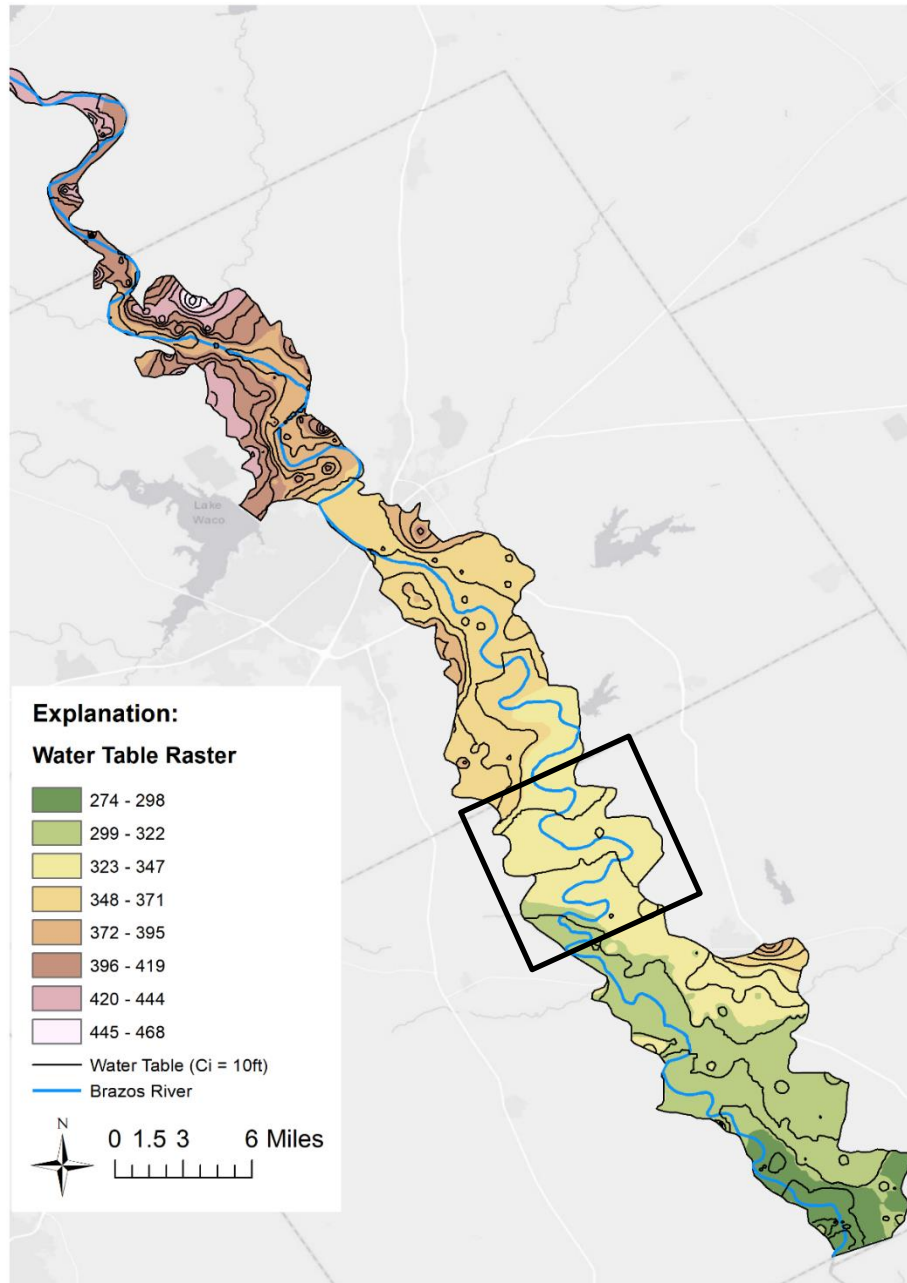 Lake
Waco
Explanation:
Water Table Raster
274 - 298
299 - 322
323 - 347
348 - 371
372 - 395
396 - 419
420 - 444
445 - 468
Water Table (Ci = 10ft)
Brazos River
N
0 1.5 3 6 Miles